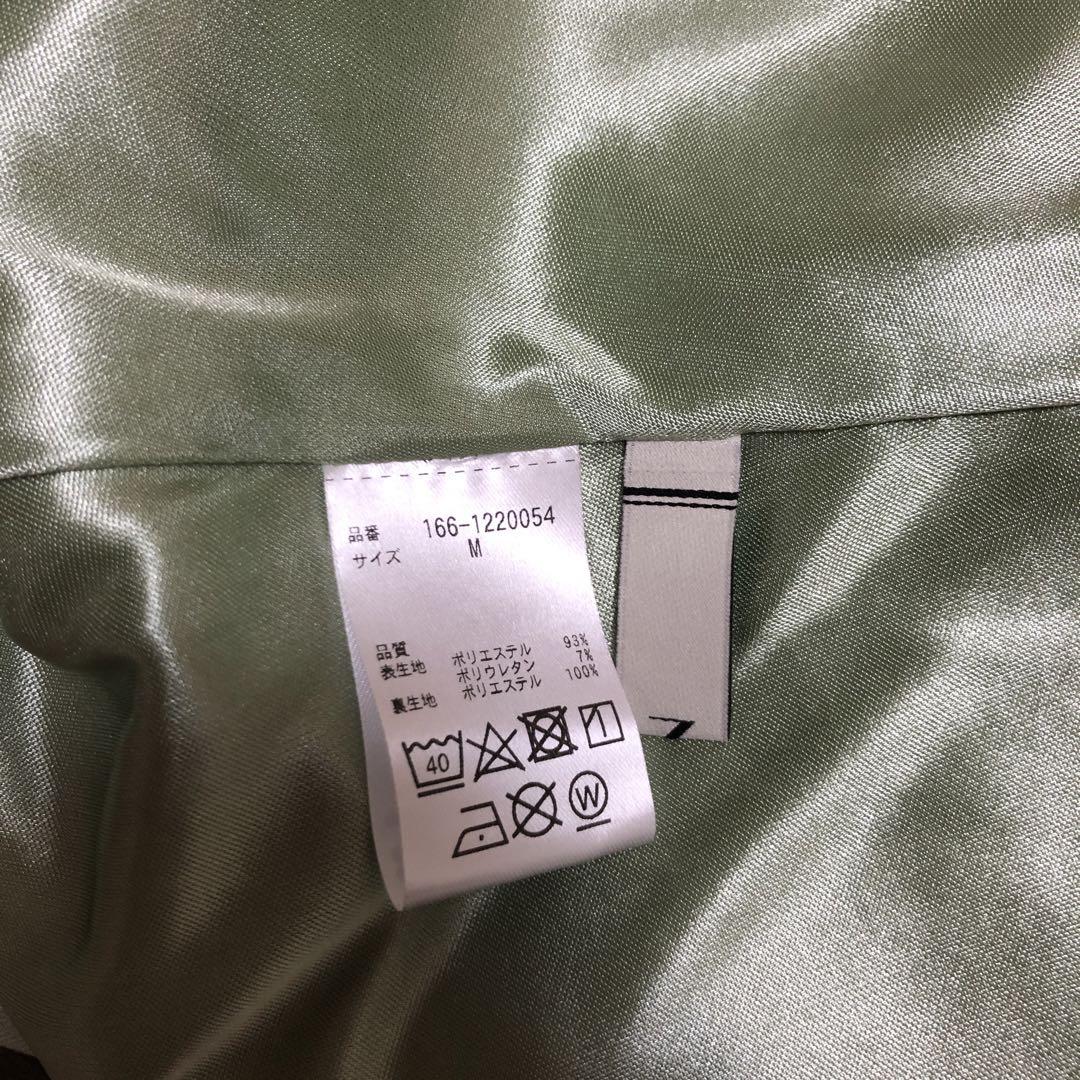 品番 166-1220054
サイズ M
品質
表生地 ポリエステル 93%
ポリウレタン 7%
裏生地 ポリエステル 100%
40
W